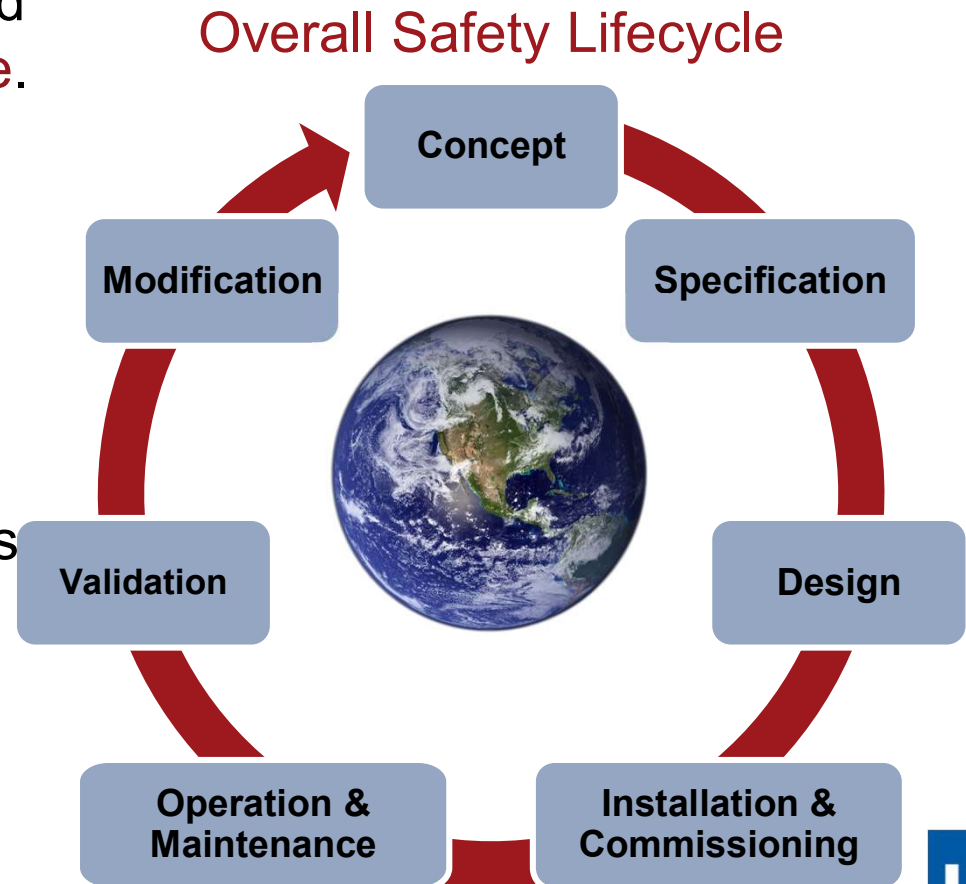 Overall Safety Lifecycle
e.
Concept
Modification
Specification
s
Validation
Design
Operation &
Maintenance
Installation &
Commissioning